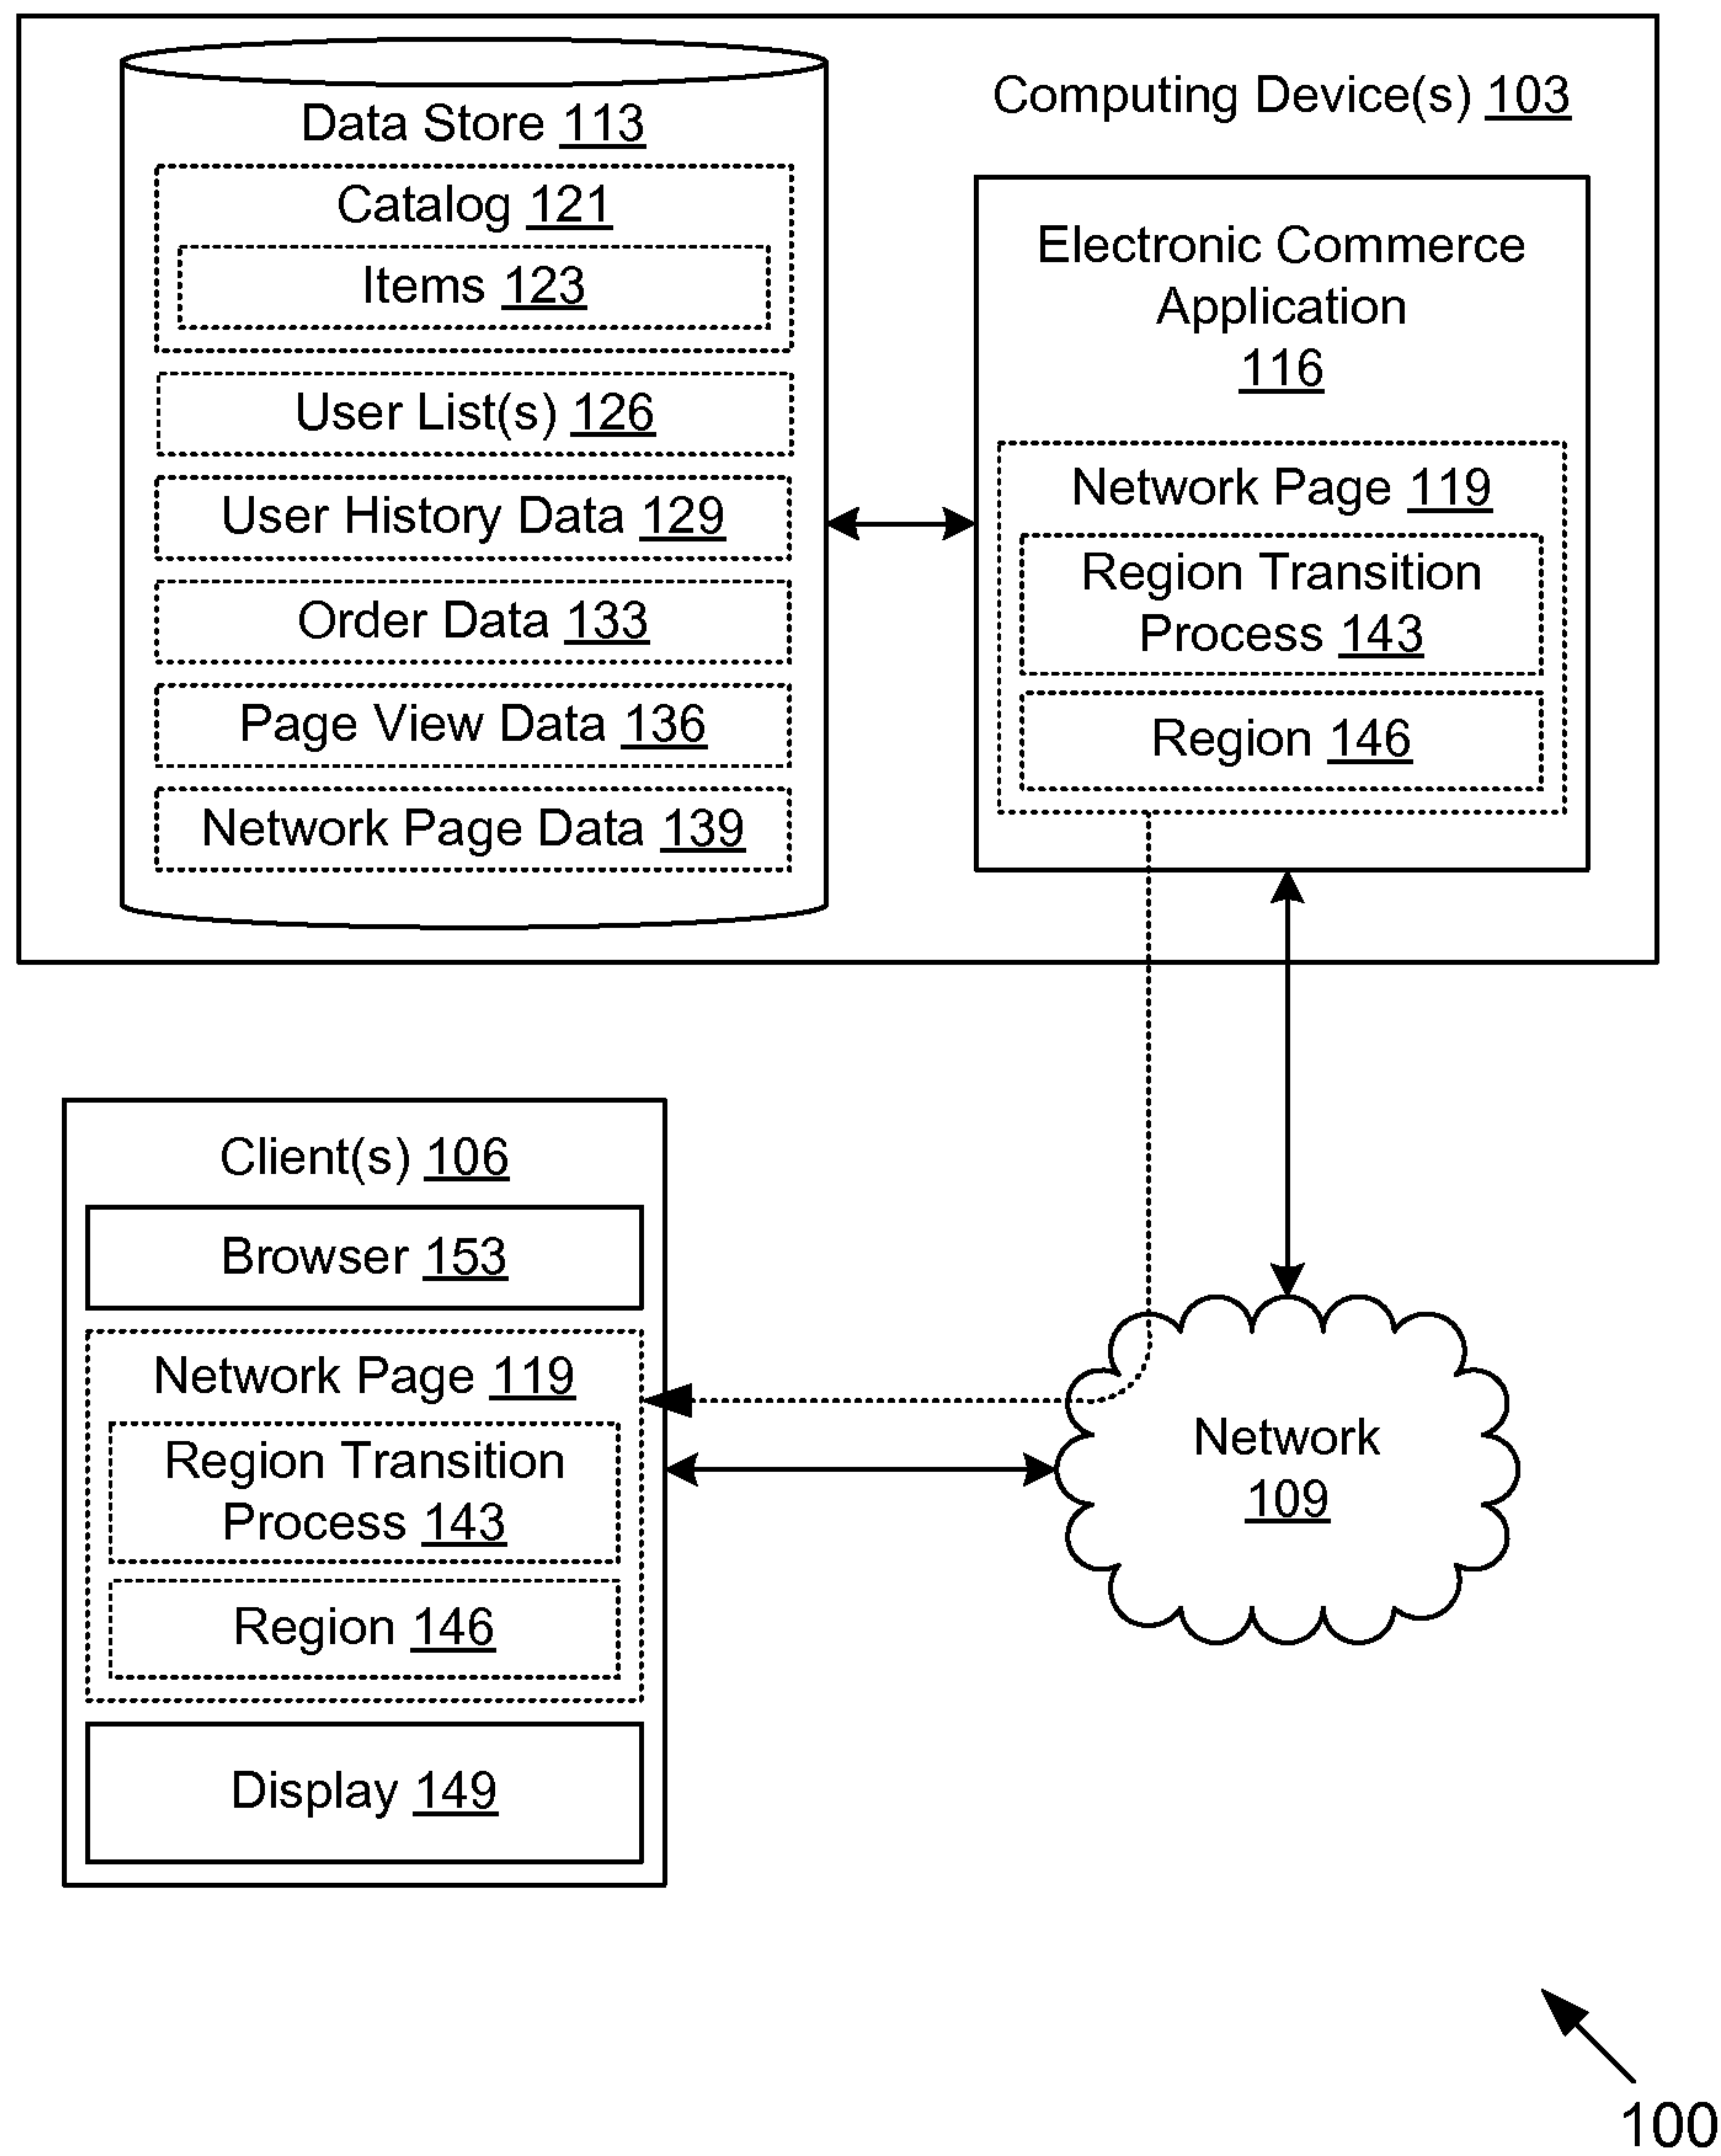 Computing Device(s) 103
Data Store 113
Catalog 121
Items 123
User List(s) 126
User History Data 129
Order Data 133
Page View Data 136
Network Page Data 139
Electronic Commerce
Application
116
Network Page 119
Region Transition
Process 143
Region 146
Client(s) 106
Browser 153
Network Page 119
Region Transition
Process 143
Region 146
Display 149
Network
109
100